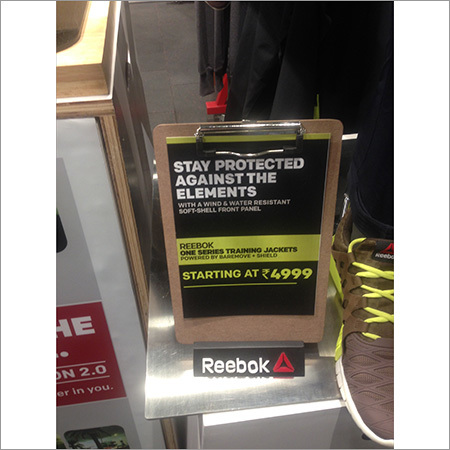 STAY PROTECTED
AGAINST THE
ELEMENTS
WITH A WIND & WATER RESISTANT
SOFT-SHELL FRONT PANEL
REEBOK
ONE SERIES TRAINING JACKETS
POWERED BY BAREMOVE + SHIELD
STARTING AT ₹4999
Reebok
HE
ON 2.0
er in you.
Reebok